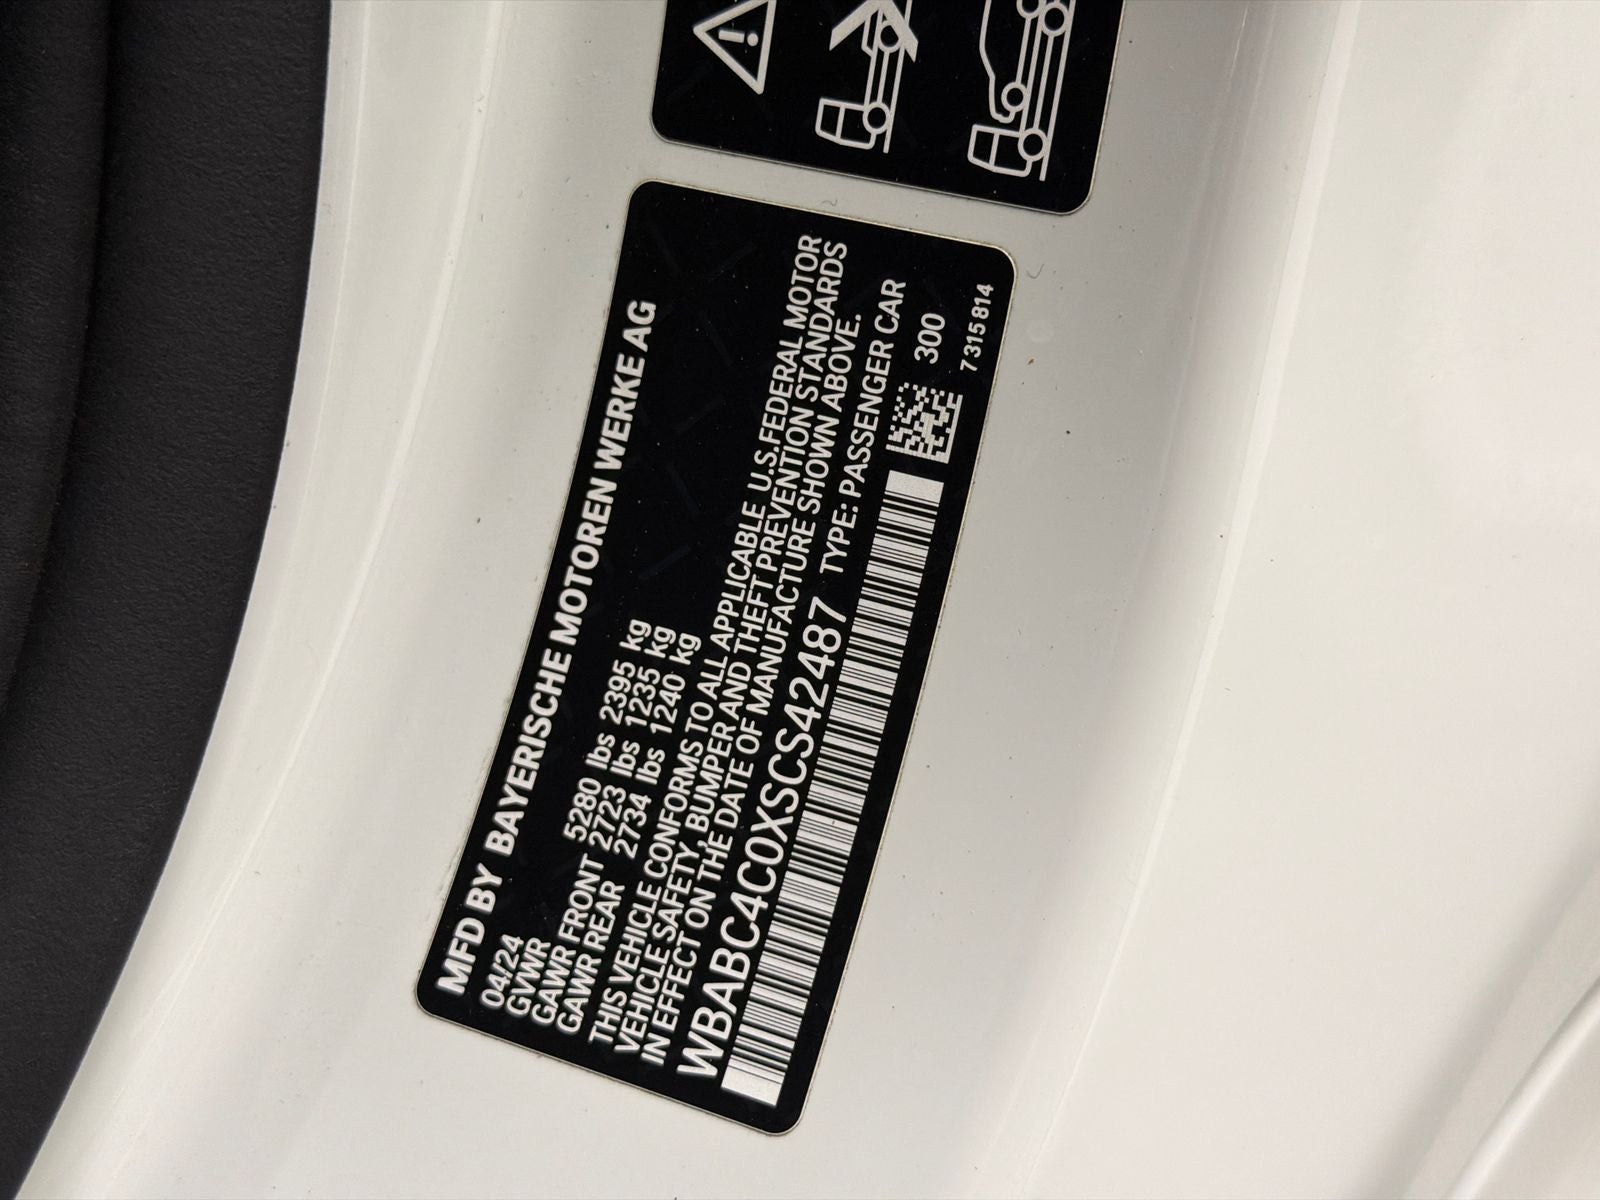 MFD BY BAYERISCHE MOTOREN WERKE AG
04/24
GVWR 5280 lbs 2395 kg
GAWR FRONT 2723 lbs 1235 kg
GAWR REAR 2734 lbs 1240 kg
THIS VEHICLE CONFORMS TO ALL APPLICABLE U.S.FEDERAL MOTOR
VEHICLE SAFETY, BUMPER AND THEFT PREVENTION STANDARDS
IN EFFECT ON THE DATE OF MANUFACTURE SHOWN ABOVE.
WBABC4C0XSCS42487 TYPE: PASSENGER CAR
300
7315814